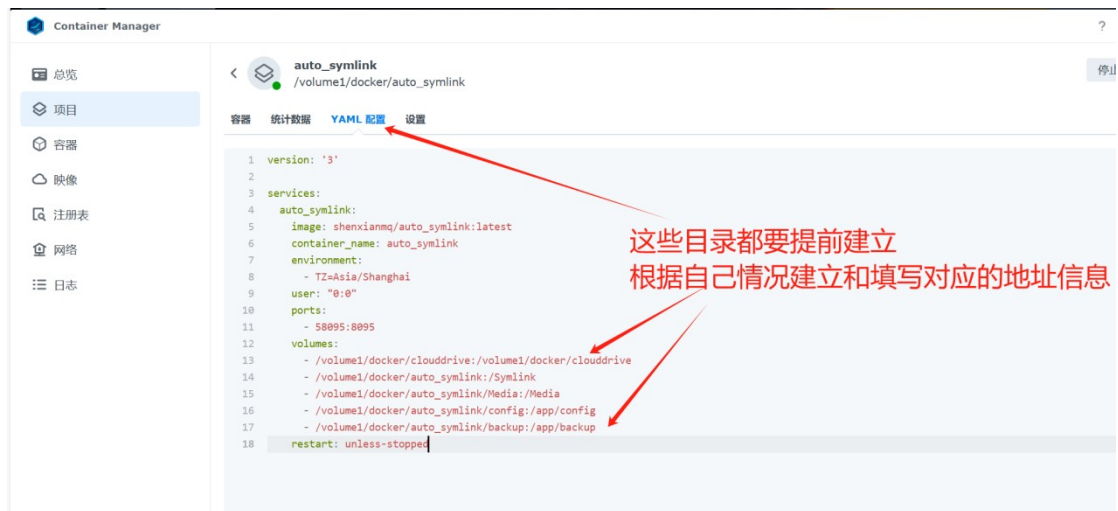 Container Manager
?
总览
项目
容器
映像
注册表
网络
日志
auto_symlink
/volume1/docker/auto_symlink
停止
容器 统计数据 YAML 配置 设置
1 version: '3'
2
3 services:
4 auto_symlink:
5 image: shenxianmq/auto_symlink:latest
6 container_name: auto_symlink
7 environment:
8 - TZ=Asia/Shanghai
9 user: "0:0"
10 ports:
11 - 58095:8095
12 volumes:
13 - /volume1/docker/clouddrive:/volume1/docker/clouddrive
14 - /volume1/docker/auto_symlink:/Symlink
15 - /volume1/docker/auto_symlink/Media:/Media
16 - /volume1/docker/auto_symlink/config:/app/config
17 - /volume1/docker/auto_symlink/backup:/app/backup
18 restart: unless-stopped
这些目录都要提前建立
根据自己情况建立和填写对应的地址信息